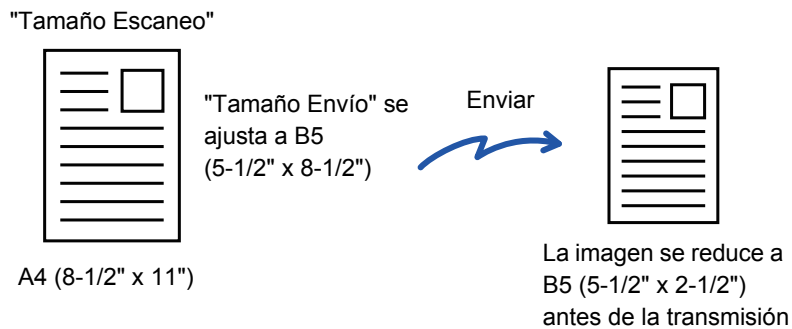 "Tamaño Escaneo"
"Tamaño Envío" se
ajusta a B5
(5-1/2" x 8-1/2")
Enviar
A4 (8-1/2" x 11")
La imagen se reduce a
B5 (5-1/2" x 2-1/2")
antes de la transmisión